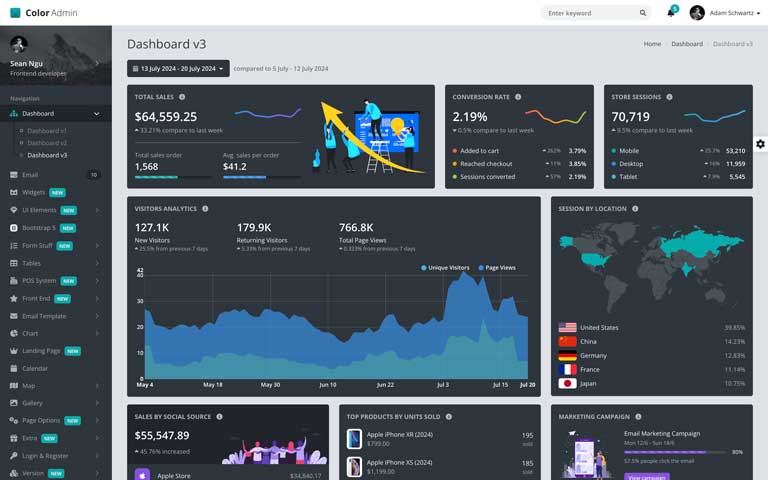 Color Admin
Enter keyword
5
Adam Schwartz
Sean Ngu
Frontend developer
Navigation
Dashboard
Dashboard v1
Dashboard v2
Dashboard v3
Email 10
Widgets NEW
UI Elements NEW
Bootstrap 5 NEW
Form Stuff NEW
Tables
POS System NEW
Front End NEW
Email Template
Chart
Landing Page NEW
Calendar
Map
Gallery
Page Options NEW
Extra NEW
Login & Register
Version NEW
Dashboard v3
Home / Dashboard / Dashboard v3
13 July 2024 - 20 July 2024
compared to 5 July - 12 July 2024
TOTAL SALES
$64,559.25
33.21% compare to last week
Total sales order
1,568
Avg. sales per order
$41.2
CONVERSION RATE
2.19%
0.5% compare to last week
Added to cart 262% 3.79%
Reached checkout 11% 3.85%
Sessions converted 57% 2.19%
STORE SESSIONS
70,719
9.5% compare to last week
Mobile 25.7% 53,210
Desktop 16% 11,959
Tablet 7.9% 5,545
VISITORS ANALYTICS
127.1K
New Visitors
25.5% from previous 7 days
179.9K
Returning Visitors
5.33% from previous 7 days
766.8K
Total Page Views
0.323% from previous 7 days
Unique Visitors Page Views
42
40
30
20
10
0
May 4 May 18 May 30 Jun 10 Jun 22 Jul 3 Jul 15 Jul 20
SESSION BY LOCATION
United States 39.85%
China 14.23%
Germany 12.83%
France 11.14%
Japan 10.75%
SALES BY SOCIAL SOURCE
$55,547.89
45.76% increased
Apple Store $34,840.17
TOP PRODUCTS BY UNITS SOLD
Apple iPhone XR (2024) 195
$799.00 sold
Apple iPhone XS (2024) 185
$1,199.00 sold
MARKETING CAMPAIGN
Email Marketing Campaign
Mon 12/6 - Sun 18/6
80%
57.5% people click the email
View campaign